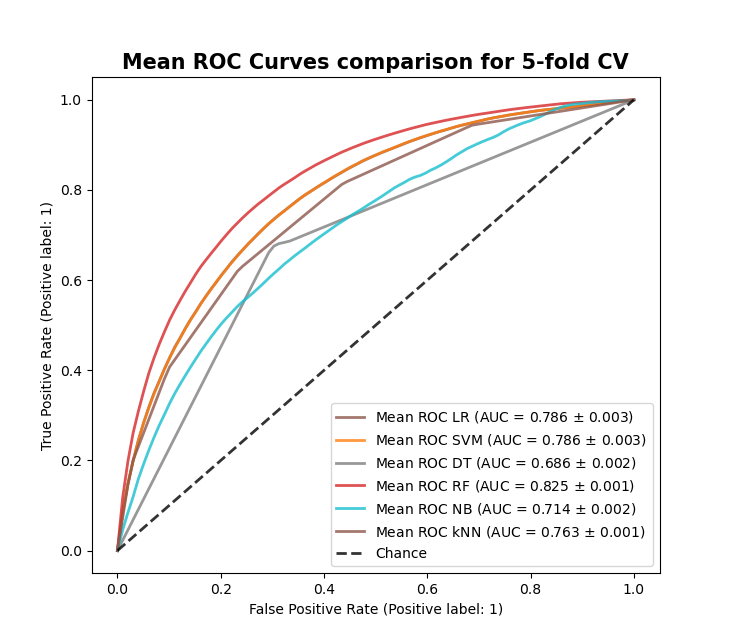 Mean ROC Curves comparison for 5-fold CV
True Positive Rate (Positive label: 1)
1.0
0.8
0.6
0.4
0.2
0.0
Mean ROC LR (AUC = 0.786 ± 0.003)
Mean ROC SVM (AUC = 0.786 ± 0.003)
Mean ROC DT (AUC = 0.686 ± 0.002)
Mean ROC RF (AUC = 0.825 ± 0.001)
Mean ROC NB (AUC = 0.714 ± 0.002)
Mean ROC kNN (AUC = 0.763 ± 0.001)
Chance
0.0 0.2 0.4 0.6 0.8 1.0
False Positive Rate (Positive label: 1)